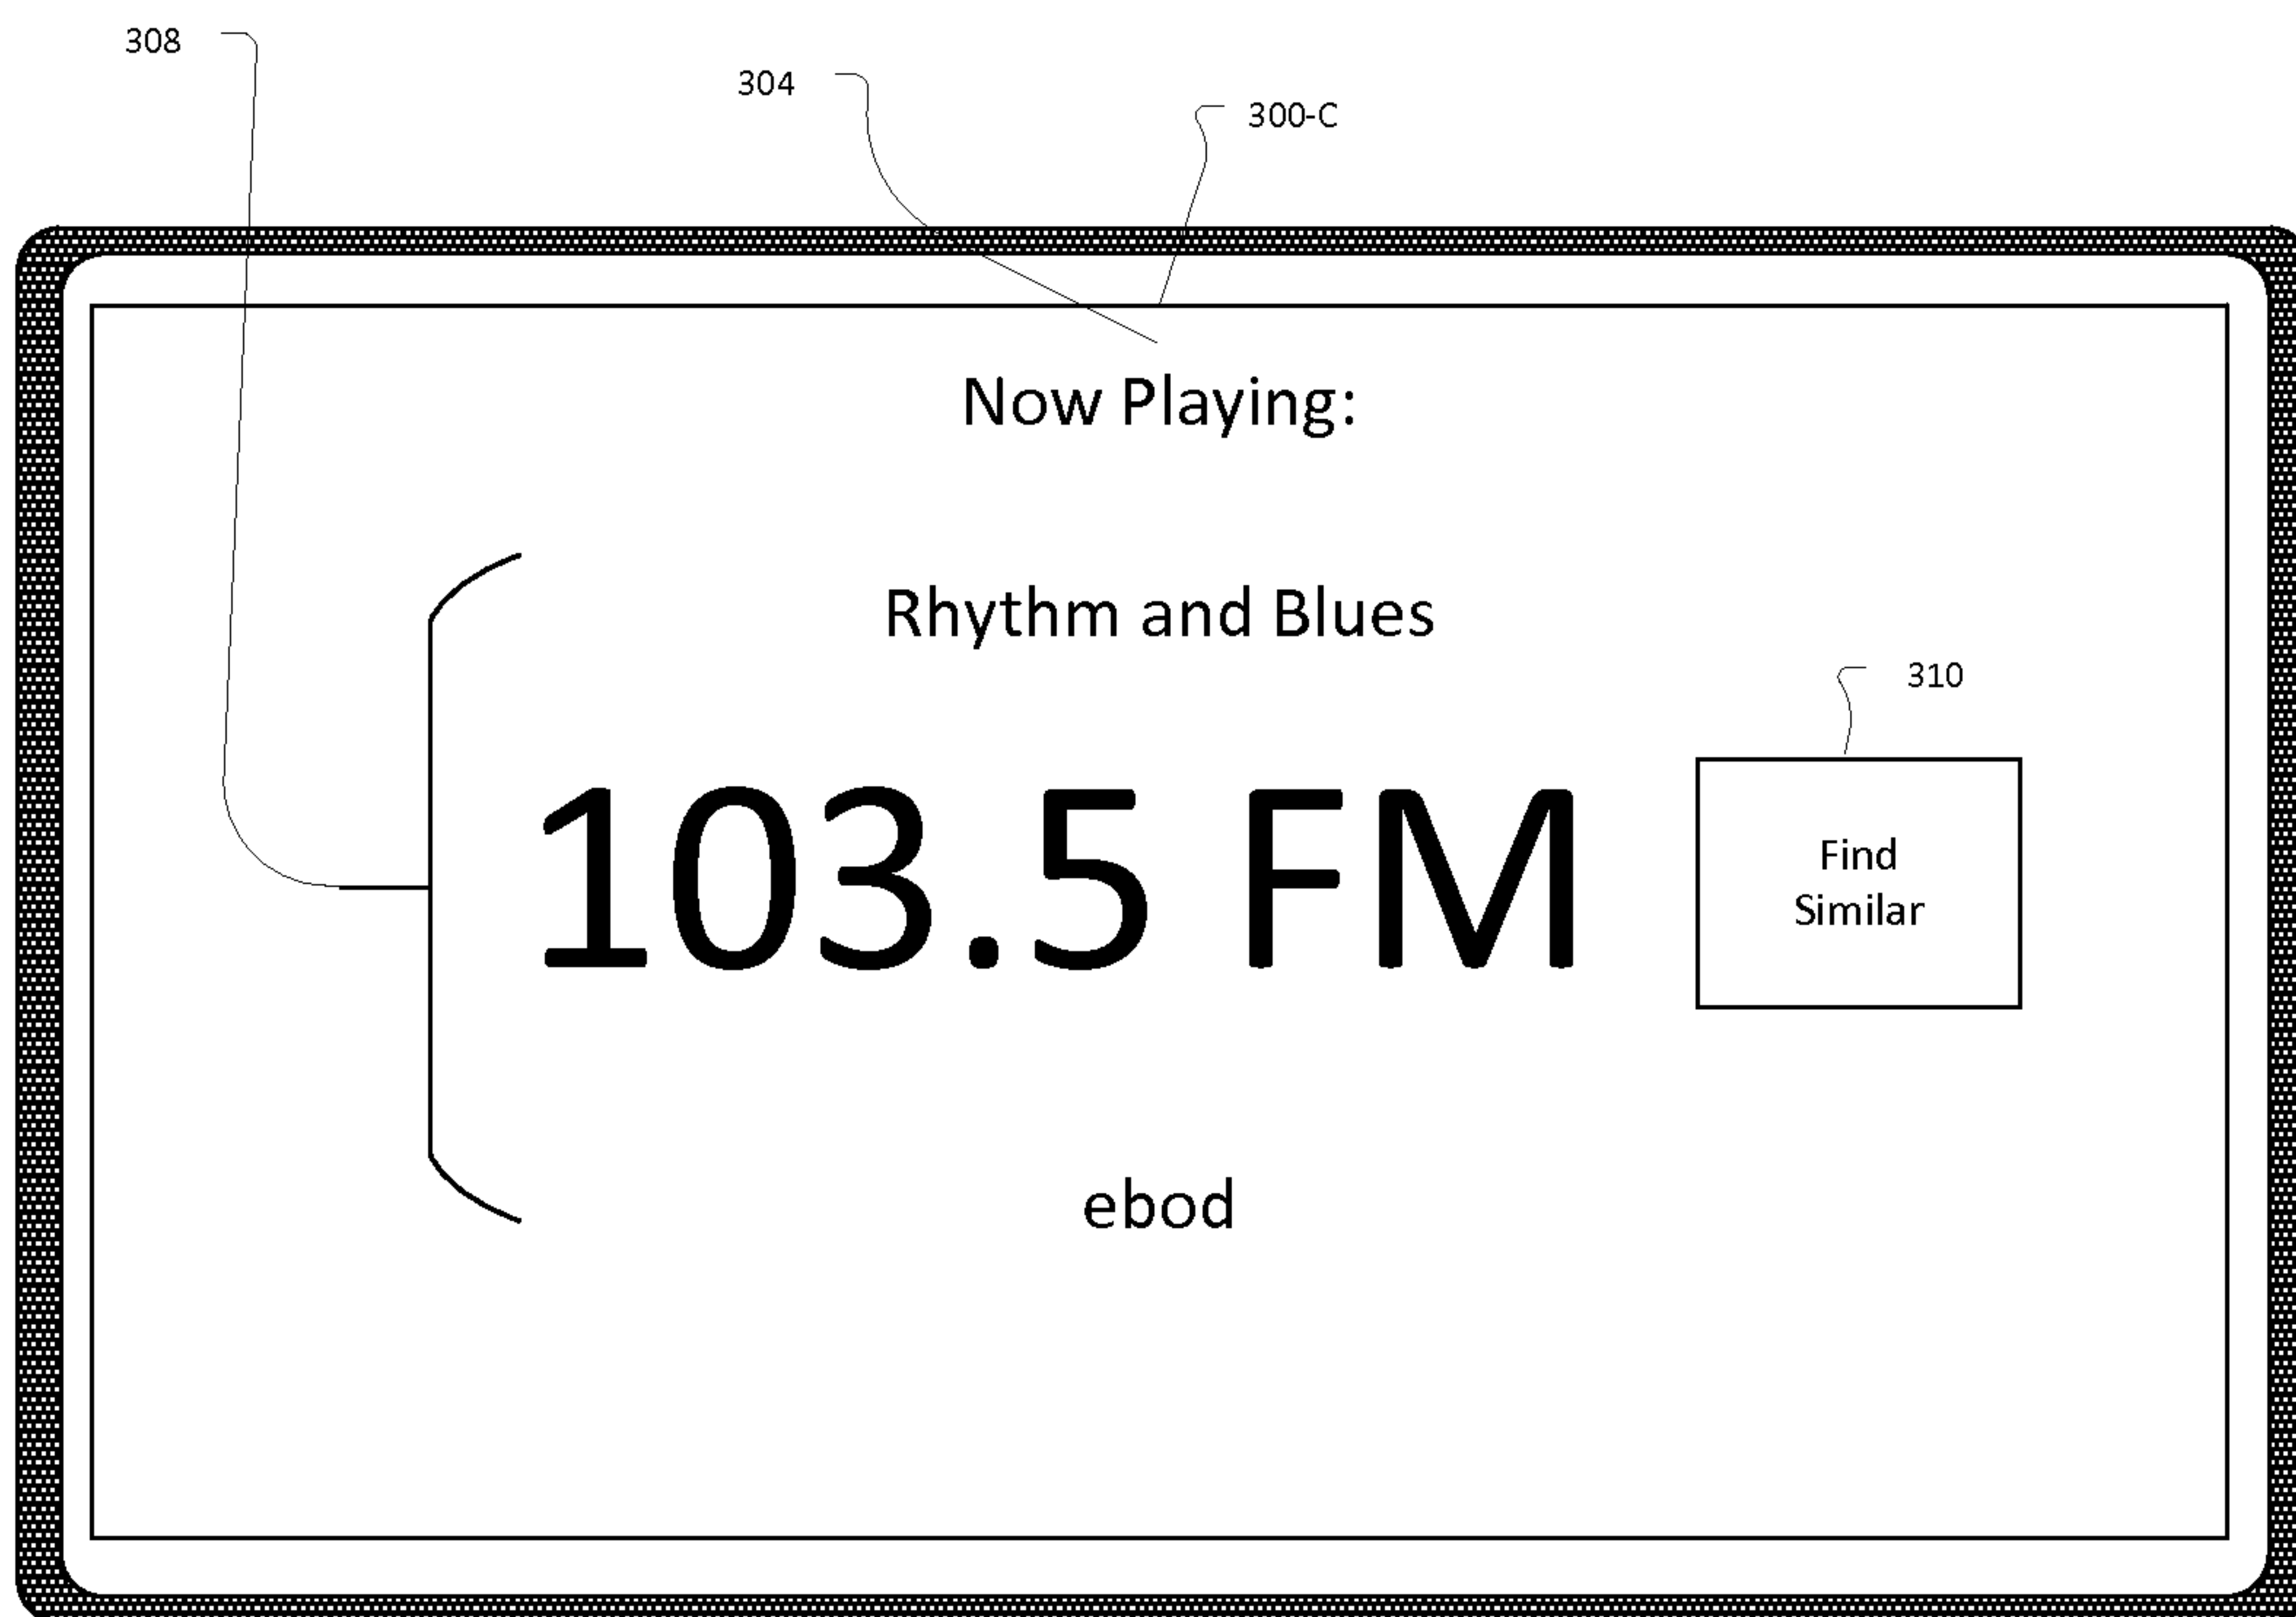 308
304
300-C
Now Playing:
Rhythm and Blues
310
103.5 FM
Find
Similar
ebod